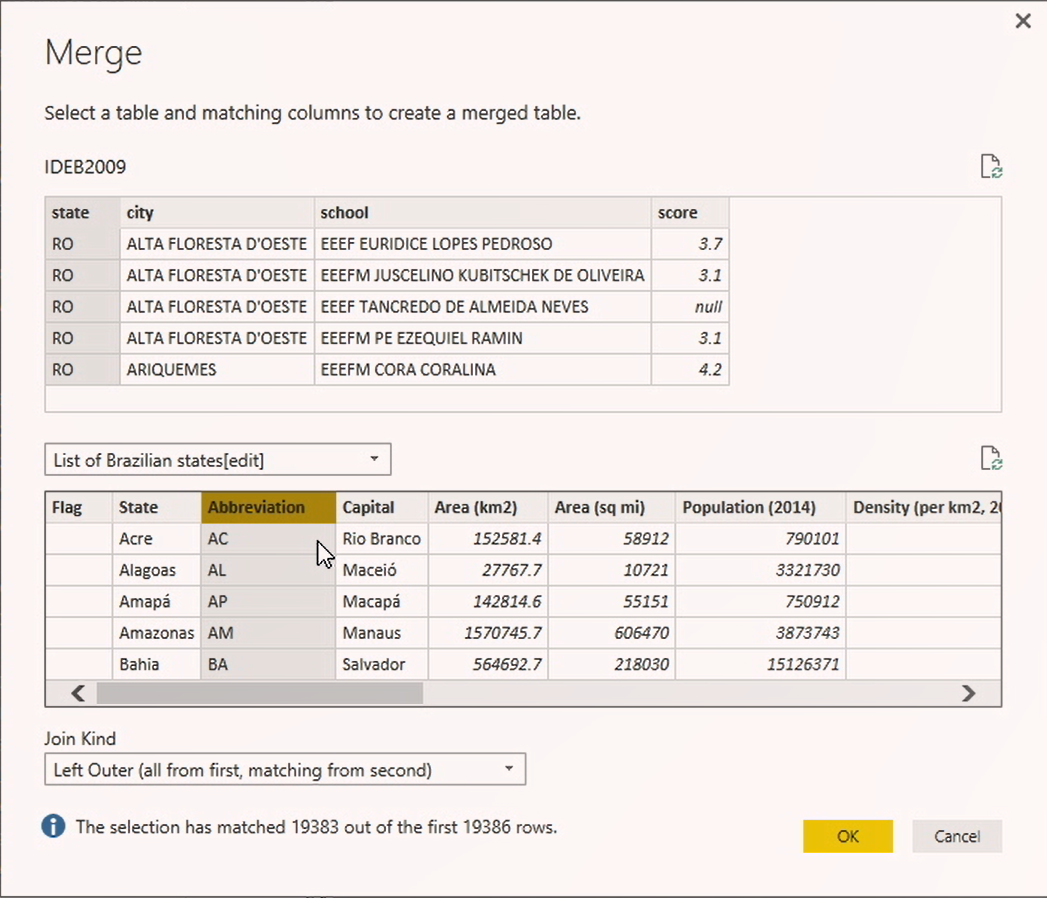 Merge
Select a table and matching columns to create a merged table.
IDEB2009
state city school score
RO ALTA FLORESTA D'OESTE EEEF EURIDICE LOPES PEDROSO 3.7
RO ALTA FLORESTA D'OESTE EEEFM JUSCELINO KUBITSCHEK DE OLIVEIRA 3.1
RO ALTA FLORESTA D'OESTE EEEF TANCREDO DE ALMEIDA NEVES null
RO ALTA FLORESTA D'OESTE EEEFM PE EZEQUIEL RAMIN 3.1
RO ARIQUEMES EEEFM CORA CORALINA 4.2
List of Brazilian states[edit]
Flag State Abbreviation Capital Area (km2) Area (sq mi) Population (2014) Density (per km2, 20
Acre AC Rio Branco 152581.4 58912 790101
Alagoas AL Maceió 27767.7 10721 3321730
Amapá AP Macapá 142814.6 55151 750912
Amazonas AM Manaus 1570745.7 606470 3873743
Bahia BA Salvador 564692.7 218030 15126371
Join Kind
Left Outer (all from first, matching from second)
The selection has matched 19383 out of the first 19386 rows.
OK Cancel